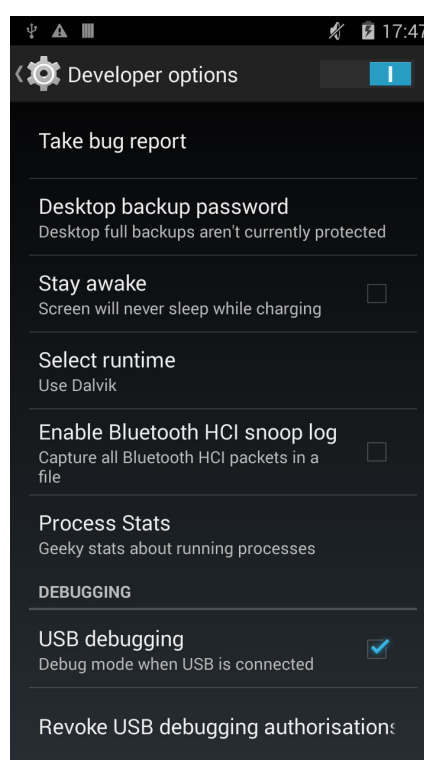 17:47
Developer options
Take bug report
Desktop backup password
Desktop full backups aren't currently protected
Stay awake
Screen will never sleep while charging
Select runtime
Use Dalvik
Enable Bluetooth HCI snoop log
Capture all Bluetooth HCI packets in a
file
Process Stats
Geeky stats about running processes
DEBUGGING
USB debugging
Debug mode when USB is connected
Revoke USB debugging authorisations